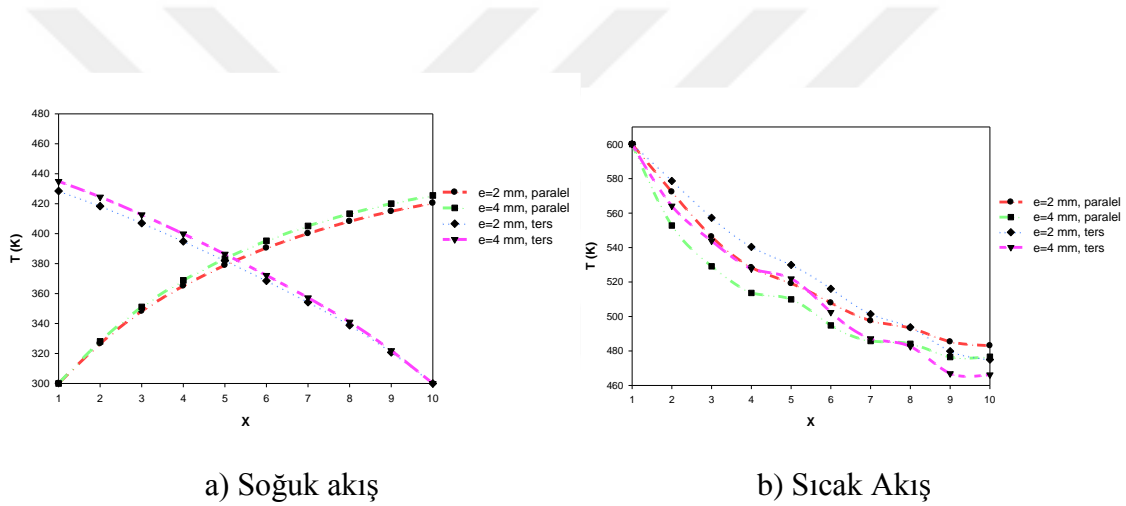 480
460
440
420
400
380
360
340
320
300
T (K)
1 2 3 4 5 6 7 8 9 10
X
e=2 mm, paralel
e=4 mm, paralel
e=2 mm, ters
e=4 mm, ters
a) Soğuk akış
600
580
560
540
520
500
480
460
T (K)
1 2 3 4 5 6 7 8 9 10
X
e=2 mm, paralel
e=4 mm, paralel
e=2 mm, ters
e=4 mm, ters
b) Sıcak Akış